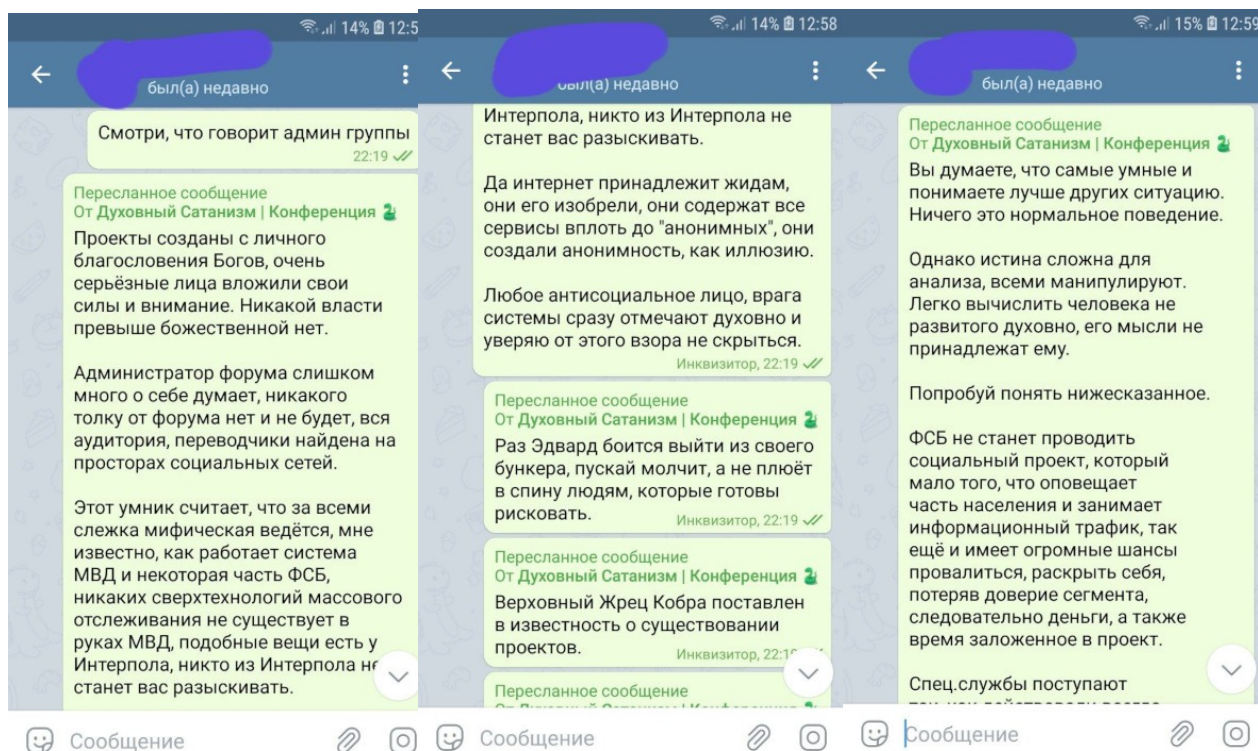 14% 12:5
был(а) недавно
Смотри, что говорит админ группы
22:19
Пересланное сообщение
От Духовный Сатанизм | Конференция
Проекты созданы с личного
благословения Богов, очень
серьёзные лица вложили свои
силы и внимание. Никакой власти
превыше божественной нет.
Администратор форума слишком
много о себе думает, никакого
толку от форума нет и не будет, вся
аудитория, переводчики найдена на
просторах социальных сетей.
Этот умник считает, что за всеми
слежка мифическая ведётся, мне
известно, как работает система
МВД и некоторая часть ФСБ,
никаких сверхтехнологий массового
отслеживания не существует в
руках МВД, подобные вещи есть у
Интерпола, никто из Интерпола не
станет вас разыскивать.
Сообщение
14% 12:58
был(а) недавно
Интерпола, никто из Интерпола не
станет вас разыскивать.
Да интернет принадлежит жидам,
они его изобрели, они содержат все
сервисы вплоть до "анонимных", они
создали анонимность, как иллюзию.
Любое антисоциальное лицо, врага
системы сразу отмечают духовно и
уверяю от этого взора не скрыться.
Инквизитор, 22:19
Пересланное сообщение
От Духовный Сатанизм | Конференция
Раз Эдвард боится выйти из своего
бункера, пускай молчит, а не плюёт
в спину людям, которые готовы
рисковать.
Инквизитор, 22:19
Пересланное сообщение
От Духовный Сатанизм | Конференция
Верховный Жрец Кобра поставлен
в известность о существовании
проектов.
Инквизитор, 22:19
Пересланное сообщение
Сообщение
15% 12:59
был(а) недавно
Пересланное сообщение
От Духовный Сатанизм | Конференция
Вы думаете, что самые умные и
понимаете лучше других ситуацию.
Ничего это нормальное поведение.
Однако истина сложна для
анализа, всеми манипулируют.
Легко вычислить человека не
развитого духовно, его мысли не
принадлежат ему.
Попробуй понять нижесказанное.
ФСБ не станет проводить
социальный проект, который
мало того, что оповещает
часть населения и занимает
информационный трафик, так
ещё и имеет огромные шансы
провалиться, раскрыть себя,
потеряв доверие сегмента,
следовательно деньги, а также
время заложенное в проект.
Спец.службы поступают
Сообщение